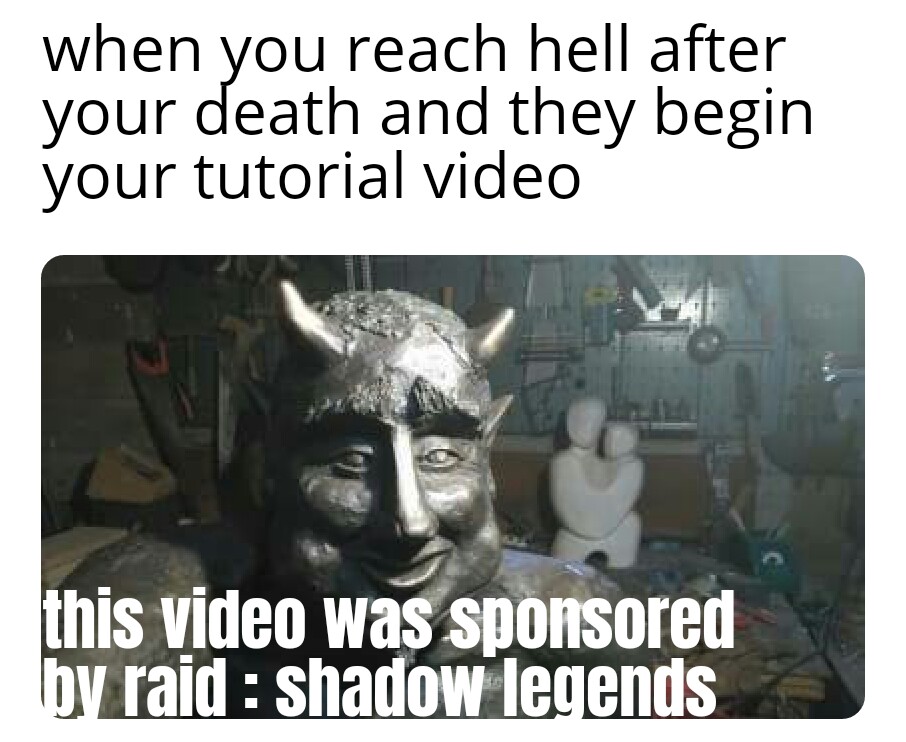 when you reach hell after
your death and they begin
your tutorial video
this video was sponsored
by raid : shadow legends